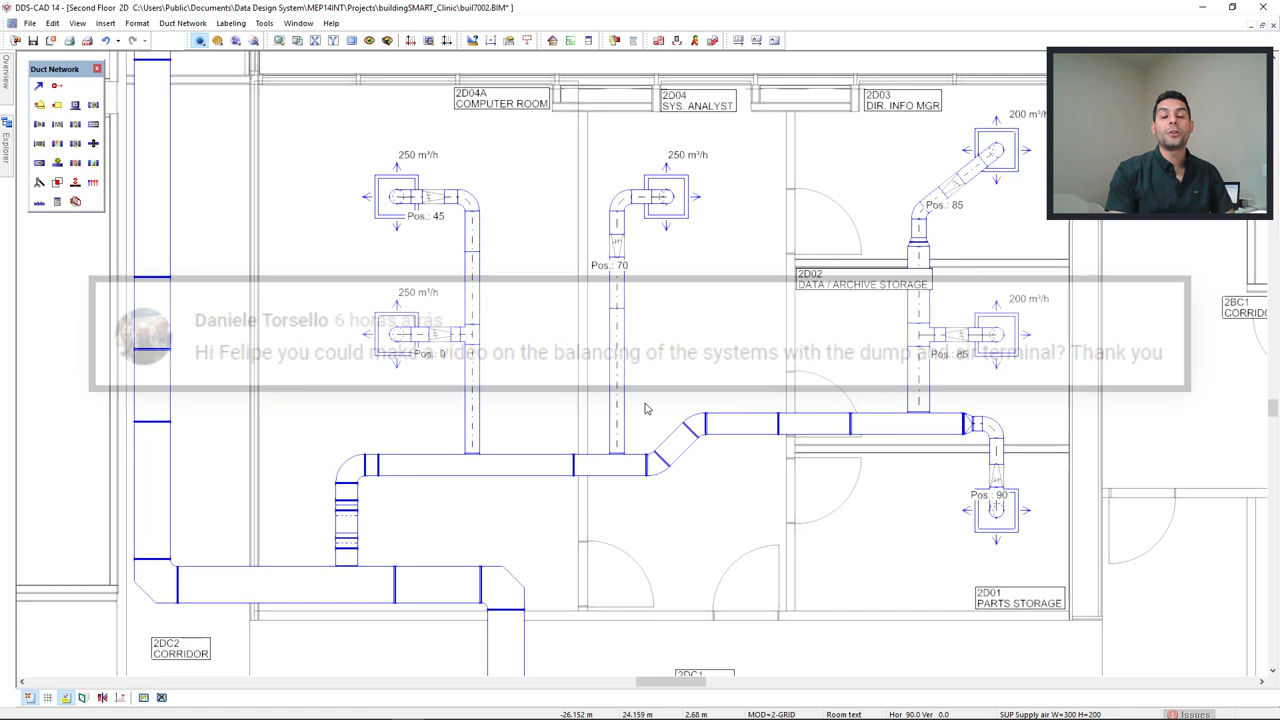 DDS-CAD 14 - [Second Floor  2D  C:\Users\Public\Documents\Data Design System\MEP14INT\Projects\buildingSMART_Clinic\buil7002.BIM*]
File Edit View Insert Format Duct Network Labeling Tools Window Help
Overview
Explorer
Duct Network
2D04A
COMPUTER ROOM
2D04
SYS. ANALYST
2D03
DIR. INFO MGR
200 m³/h
250 m³/h
250 m³/h
Pos.: 45
Pos.: 85
Pos.: 70
2D02
DATA / ARCHIVE STORAGE
250 m³/h
200 m³/h
2BC1
CORRIDO
Daniele Torsello 6 horas atrás
Pos.: 0
Pos.: 85
Hi Felipe you could make a video on the balancing of the systems with the dump and air terminal? Thank you
Pos.: 90
2D01
PARTS STORAGE
2DC2
CORRIDOR
2DC1
-26.152 m 24.159 m 2.68 m MOD=2-GRID Room text Hor 90.0 Ver 0.0 SUP Supply air W=300 H=200 Issues